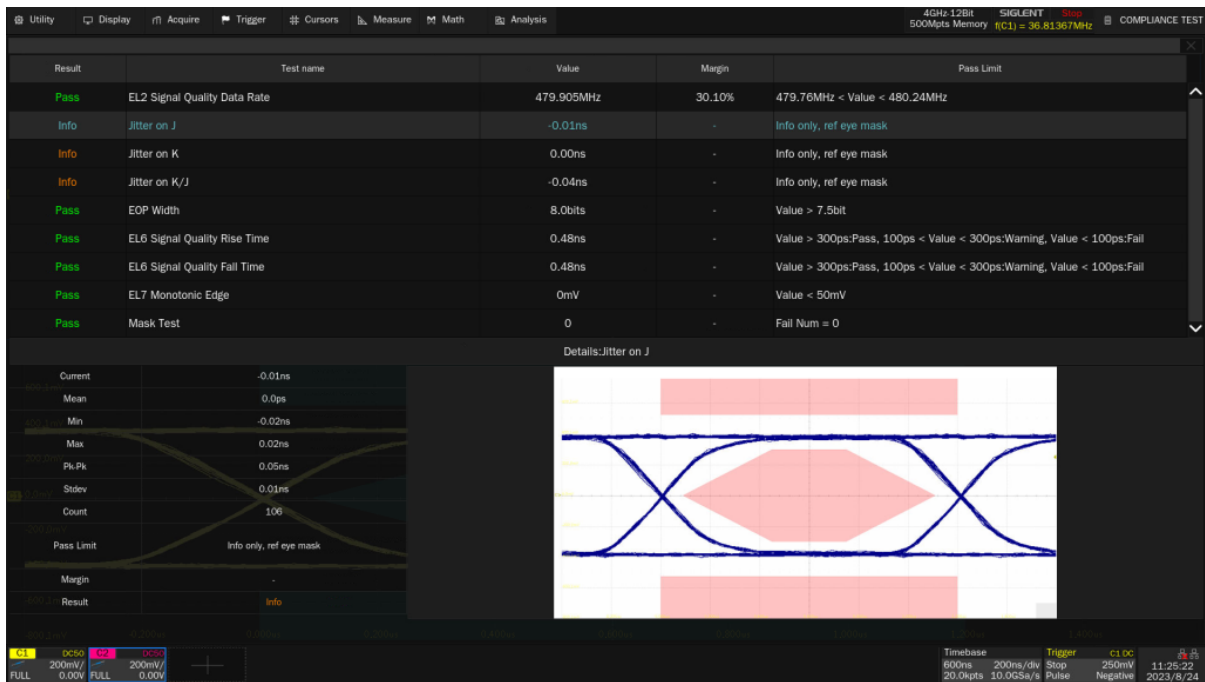 Utility Display Acquire Trigger Cursors Measure Math Analysis
4GHz-12Bit SIGLENT Stop
500Mpts Memory f(C1) = 36.81367MHz
COMPLIANCE TEST
Result Test name Value Margin Pass Limit
Pass EL2 Signal Quality Data Rate 479.905MHz 30.10% 479.76MHz < Value < 480.24MHz
Info Jitter on J -0.01ns - Info only, ref eye mask
Info Jitter on K 0.00ns - Info only, ref eye mask
Info Jitter on K/J -0.04ns - Info only, ref eye mask
Pass EOP Width 8.0bits - Value > 7.5bit
Pass EL6 Signal Quality Rise Time 0.48ns - Value > 300ps:Pass, 100ps < Value < 300ps:Warning, Value < 100ps:Fail
Pass EL6 Signal Quality Fall Time 0.48ns - Value > 300ps:Pass, 100ps < Value < 300ps:Warning, Value < 100ps:Fail
Pass EL7 Monotonic Edge 0mV - Value < 50mV
Pass Mask Test 0 - Fail Num = 0
Details:Jitter on J
Current -0.01ns
Mean 0.0ps
Min -0.02ns
Max 0.02ns
Pk-Pk 0.05ns
Stdev 0.01ns
Count 106
Pass Limit Info only, ref eye mask
Margin -
Result Info
C1 DC50 C2 DC50
200mV/ 200mV/
FULL 0.00V FULL 0.00V
Timebase Trigger C1 DC
600ns 200ns/div Stop 250mV
20.0kpts 10.0GSa/s Pulse Negative
11:25:22
2023/8/24